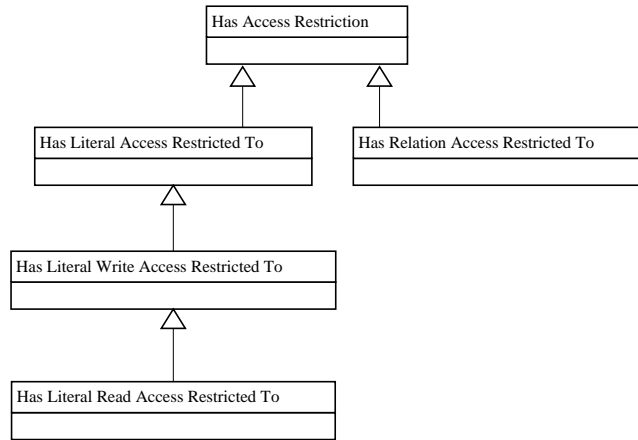 Has Access Restriction
Has Literal Access Restricted To
Has Relation Access Restricted To
Has Literal Write Access Restricted To
Has Literal Read Access Restricted To